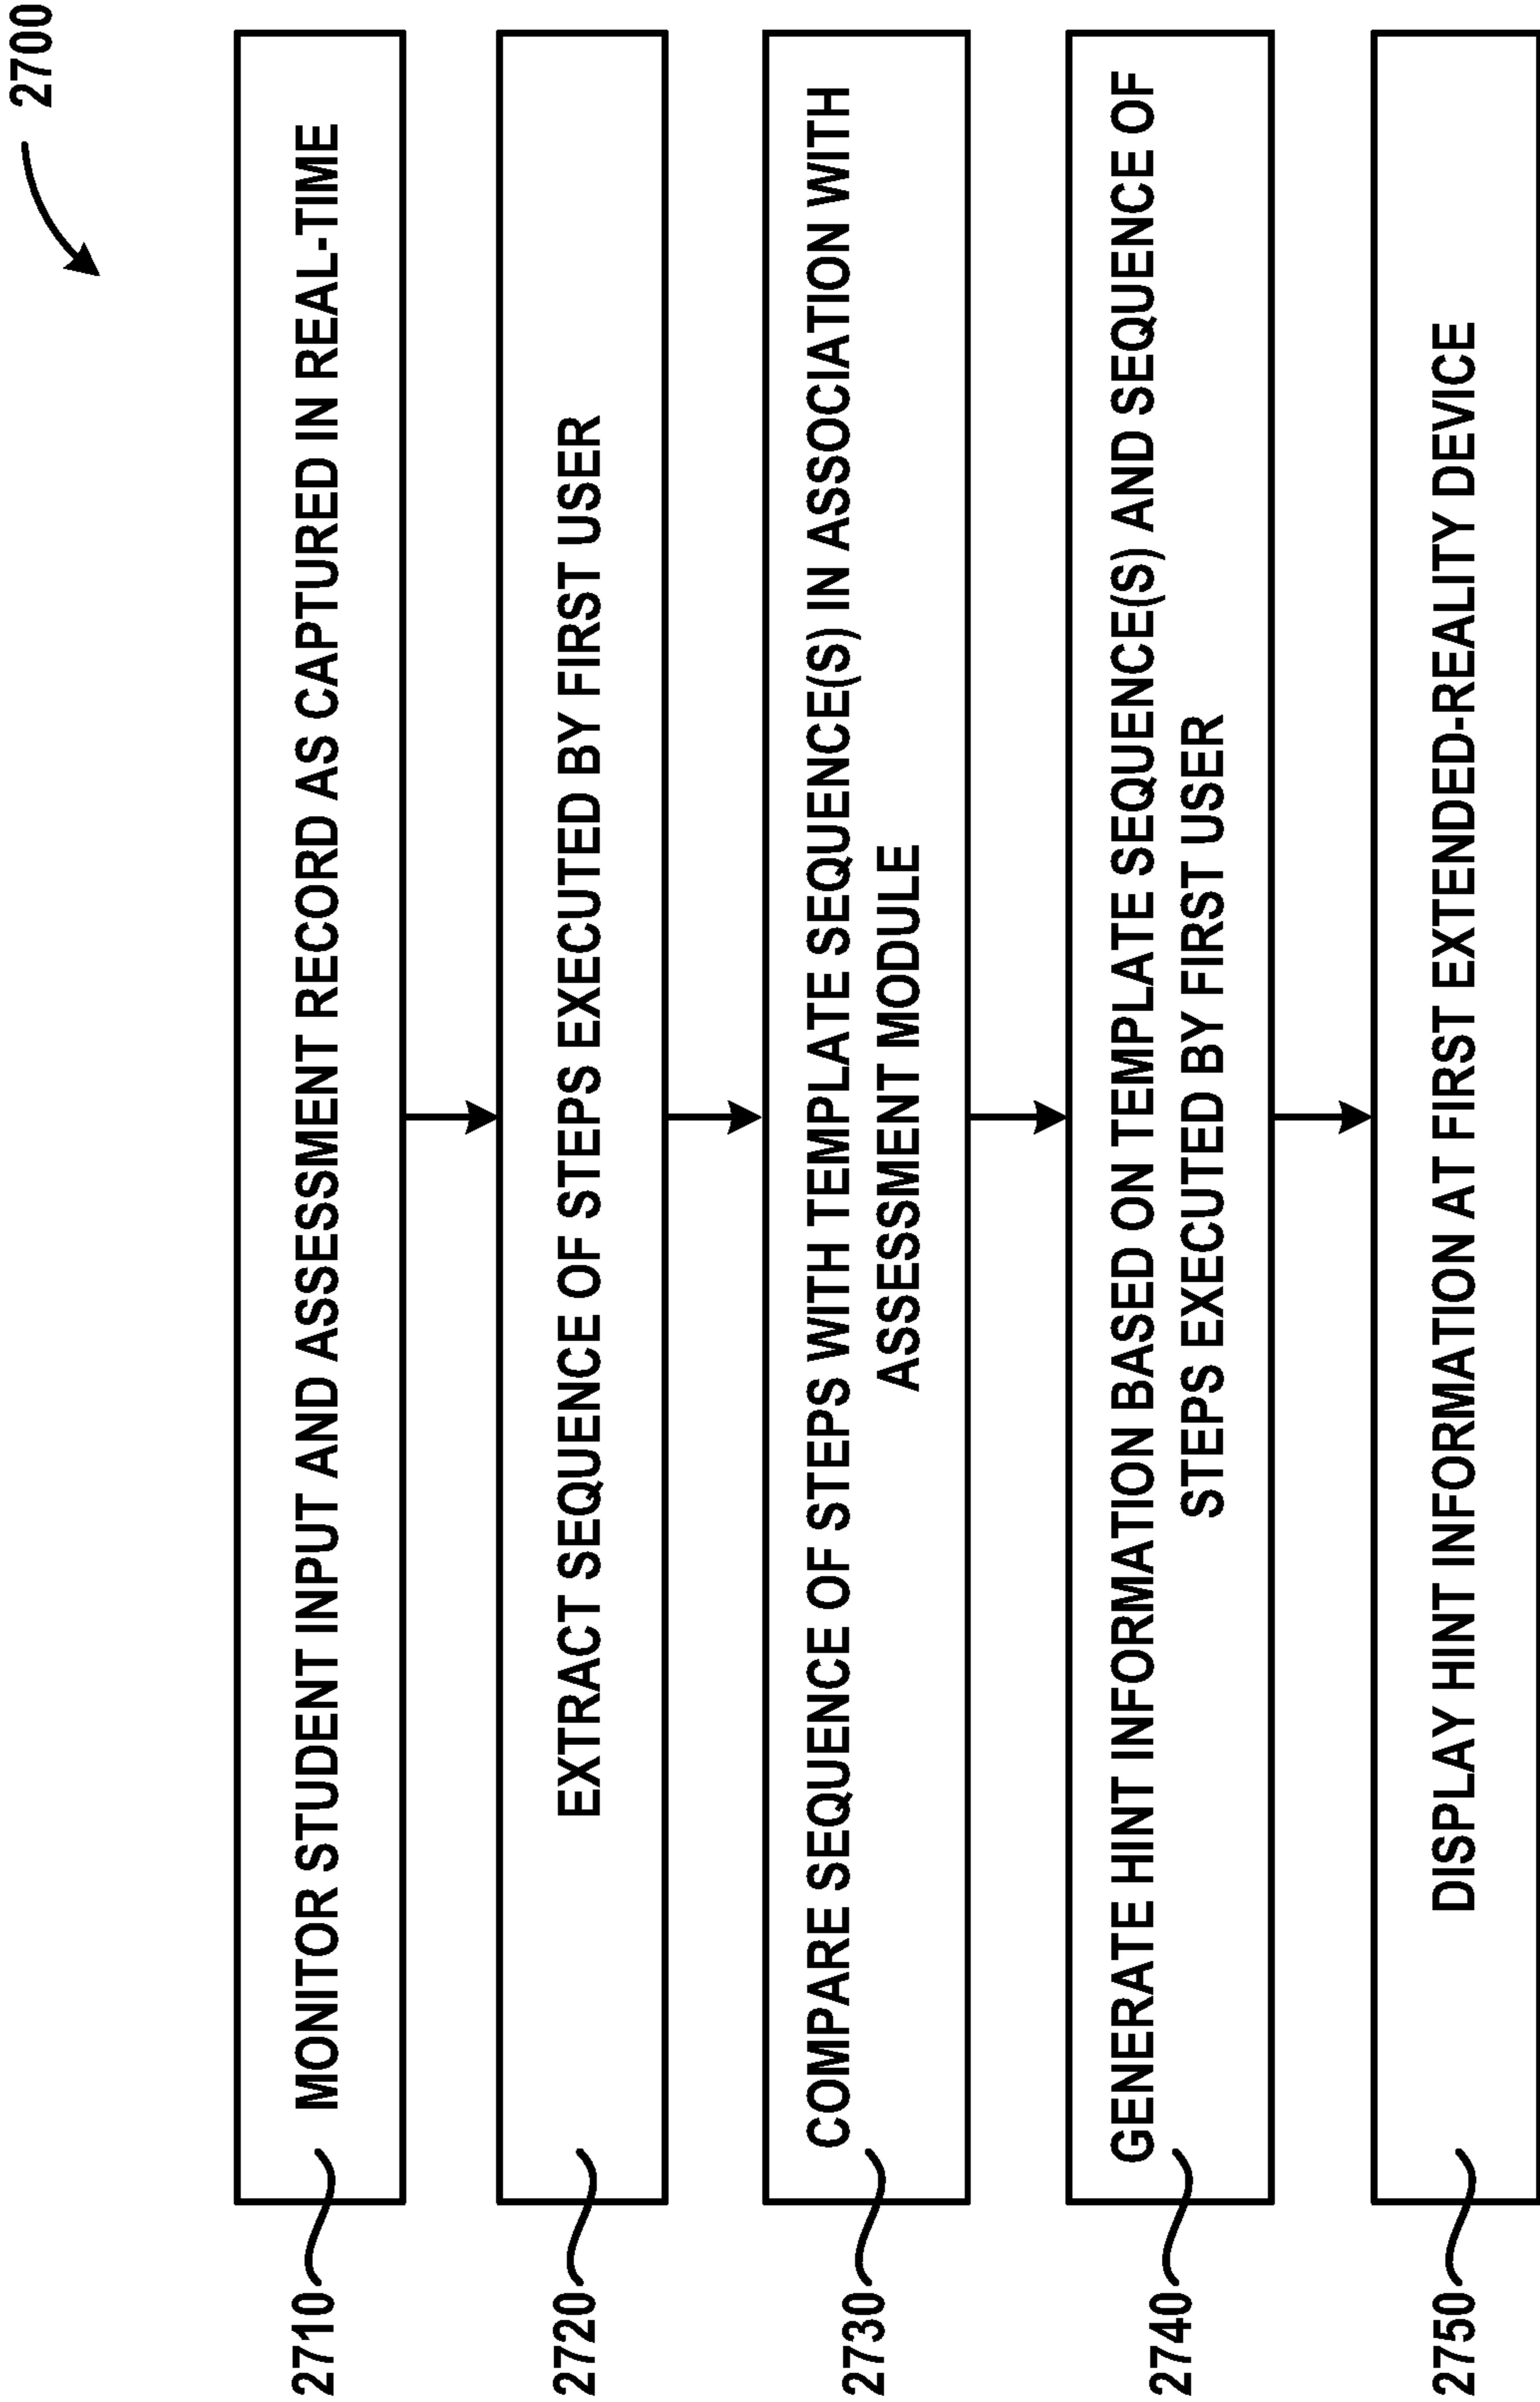 2700
2710
MONITOR STUDENT INPUT AND ASSESSMENT RECORD AS CAPTURED IN REAL-TIME
2720
EXTRACT SEQUENCE OF STEPS EXECUTED BY FIRST USER
2730
COMPARE SEQUENCE OF STEPS WITH TEMPLATE SEQUENCE(S) IN ASSOCIATION WITH
ASSESSMENT MODULE
2740
GENERATE HINT INFORMATION BASED ON TEMPLATE SEQUENCE(S) AND SEQUENCE OF
STEPS EXECUTED BY FIRST USER
2750
DISPLAY HINT INFORMATION AT FIRST EXTENDED-REALITY DEVICE